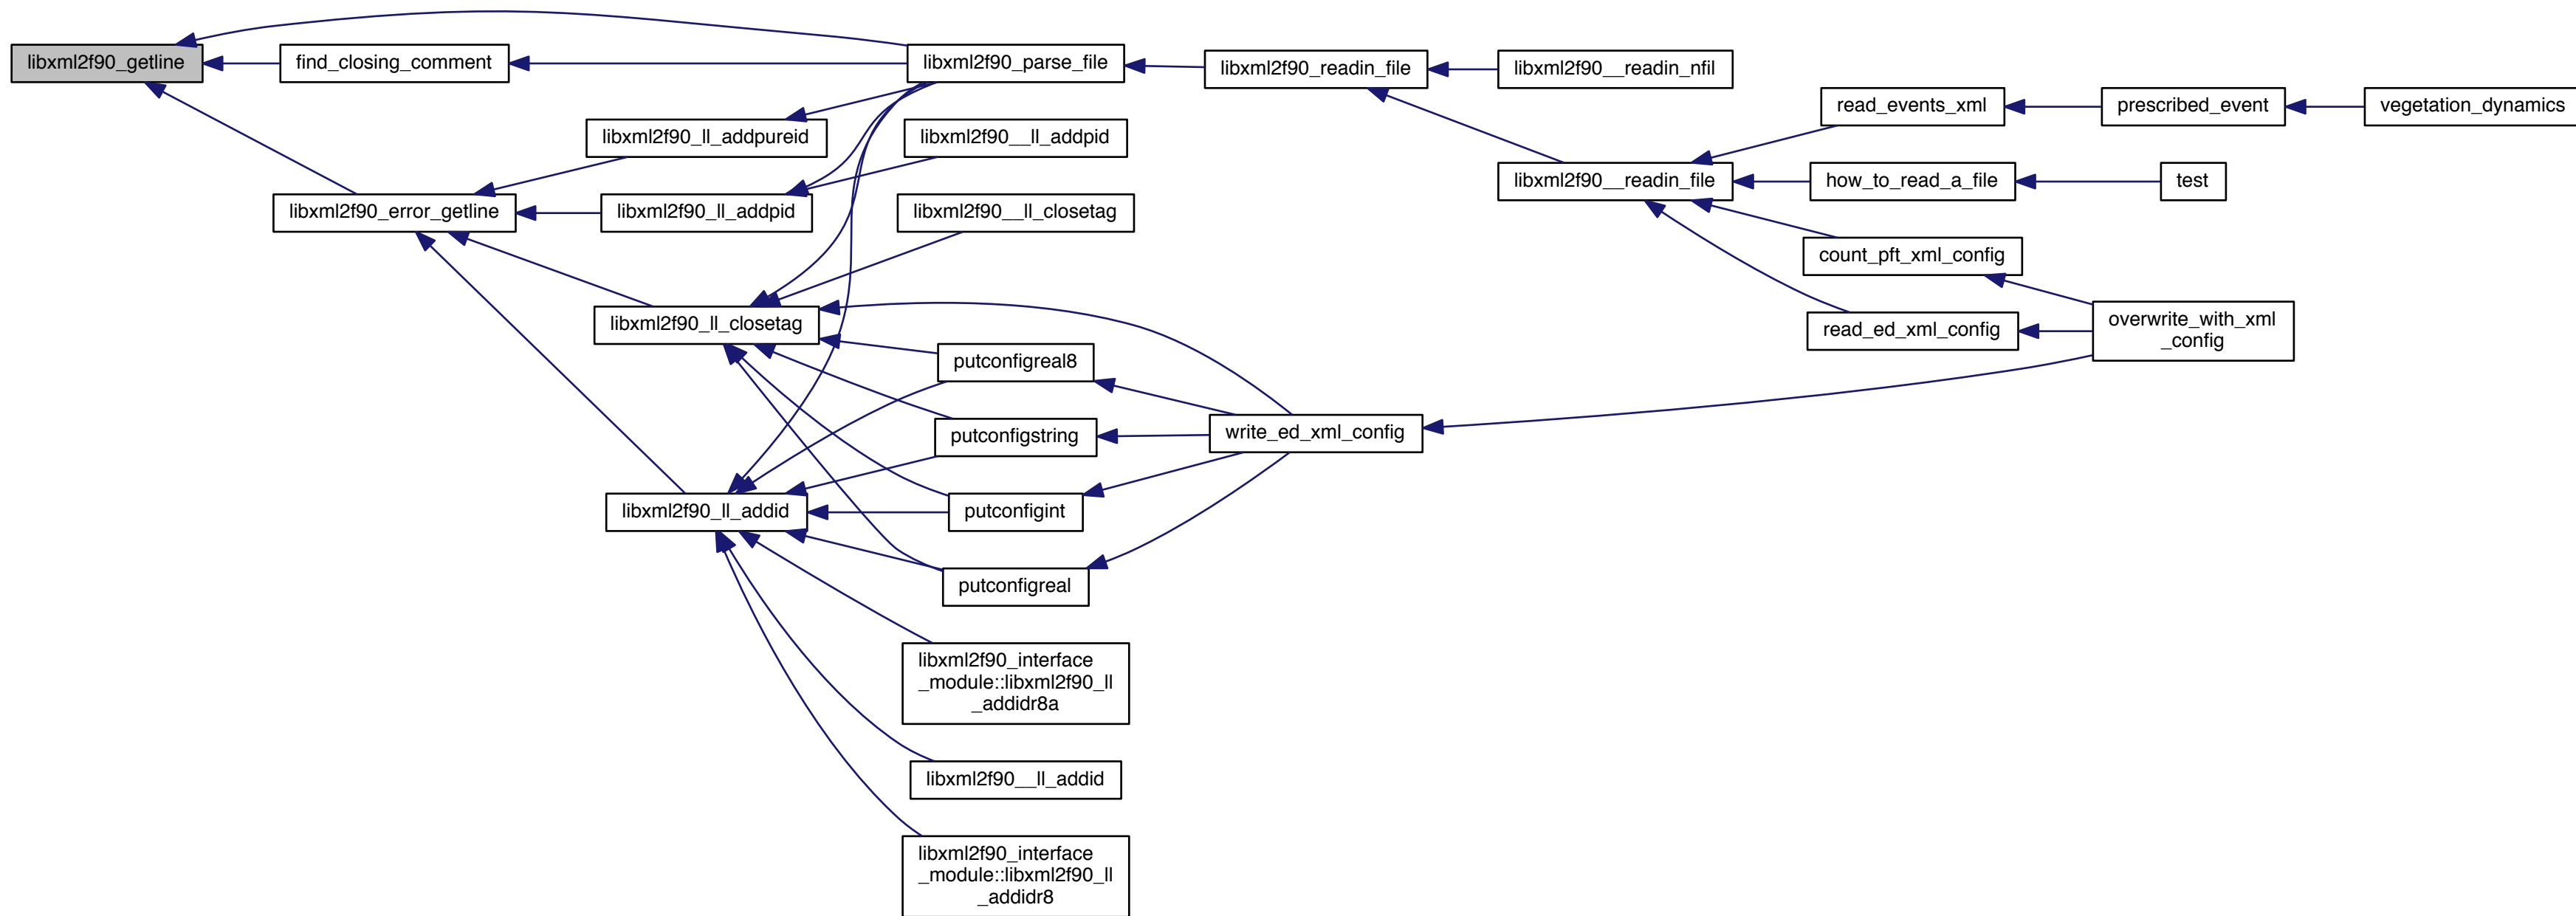 libxml2f90_getline
find_closing_comment
libxml2f90_parse_file
libxml2f90_readin_file
libxml2f90__readin_nfil
read_events_xml
prescribed_event
vegetation_dynamics
libxml2f90_ll_addpureid
libxml2f90__ll_addpid
libxml2f90__readin_file
how_to_read_a_file
test
libxml2f90_error_getline
libxml2f90_ll_addpid
libxml2f90__ll_closetag
count_pft_xml_config
libxml2f90_ll_closetag
read_ed_xml_config
overwrite_with_xml
_config
putconfigreal8
putconfigstring
write_ed_xml_config
libxml2f90_ll_addid
putconfigint
putconfigreal
libxml2f90_interface
_module::libxml2f90_ll
_addidr8a
libxml2f90__ll_addid
libxml2f90_interface
_module::libxml2f90_ll
_addidr8